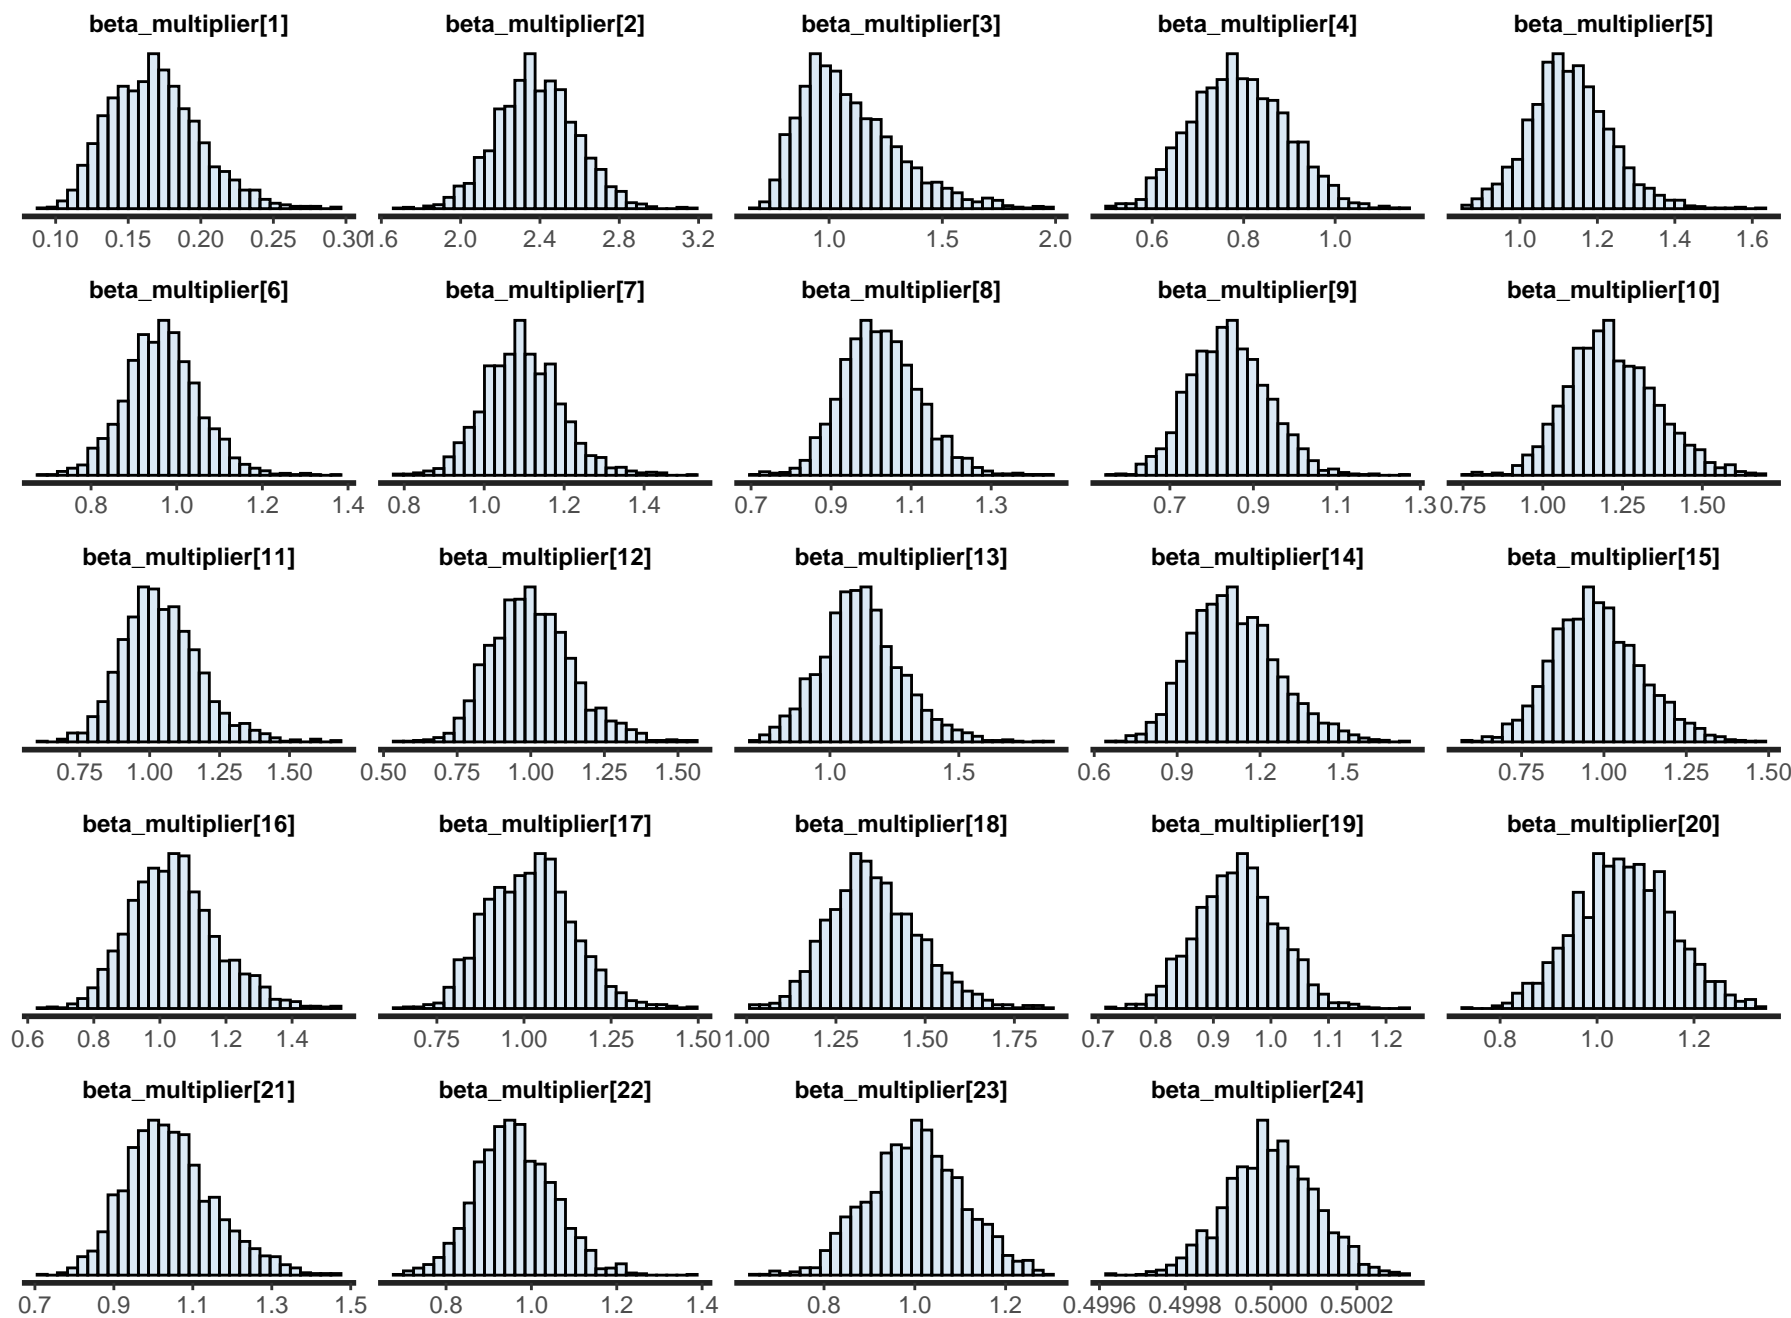 beta_multiplier[1] beta_multiplier[2] beta_multiplier[3] beta_multiplier[4] beta_multiplier[5]
0.10 0.15 0.20 0.25 0.30 1.6 2.0 2.4 2.8 3.2 1.0 1.5 2.0 0.6 0.8 1.0 1.0 1.2 1.4 1.6
beta_multiplier[6] beta_multiplier[7] beta_multiplier[8] beta_multiplier[9] beta_multiplier[10]
0.8 1.0 1.2 1.4 0.8 1.0 1.2 1.4 0.7 0.9 1.1 1.3 0.7 0.9 1.1 1.3 0.75 1.00 1.25 1.50
beta_multiplier[11] beta_multiplier[12] beta_multiplier[13] beta_multiplier[14] beta_multiplier[15]
0.75 1.00 1.25 1.50 0.50 0.75 1.00 1.25 1.50 1.0 1.5 0.6 0.9 1.2 1.5 0.75 1.00 1.25 1.50
beta_multiplier[16] beta_multiplier[17] beta_multiplier[18] beta_multiplier[19] beta_multiplier[20]
0.6 0.8 1.0 1.2 1.4 0.75 1.00 1.25 1.50 1.00 1.25 1.50 1.75 0.7 0.8 0.9 1.0 1.1 1.2 0.8 1.0 1.2
beta_multiplier[21] beta_multiplier[22] beta_multiplier[23] beta_multiplier[24]
0.7 0.9 1.1 1.3 1.5 0.8 1.0 1.2 1.4 0.8 1.0 1.2 0.4996 0.4998 0.5000 0.5002